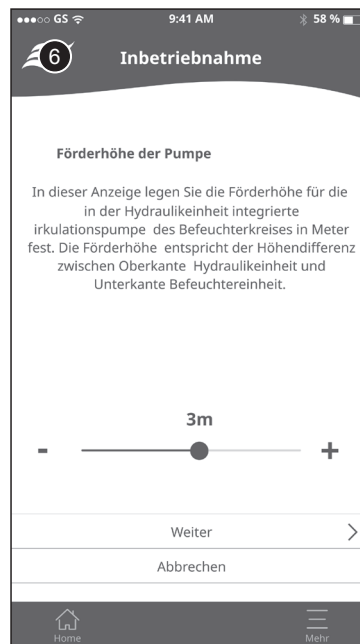 GS 9:41 AM 58 %
6 Inbetriebnahme
Förderhöhe der Pumpe
In dieser Anzeige legen Sie die Förderhöhe für die
in der Hydraulikeinheit integrierte
irkulationspumpe des Befeuchterkreises in Meter
fest. Die Förderhöhe entspricht der Höhendifferenz
zwischen Oberkante Hydraulikeinheit und
Unterkante Befeuchtereinheit.
3m
- +
Weiter
Abbrechen
Home Mehr